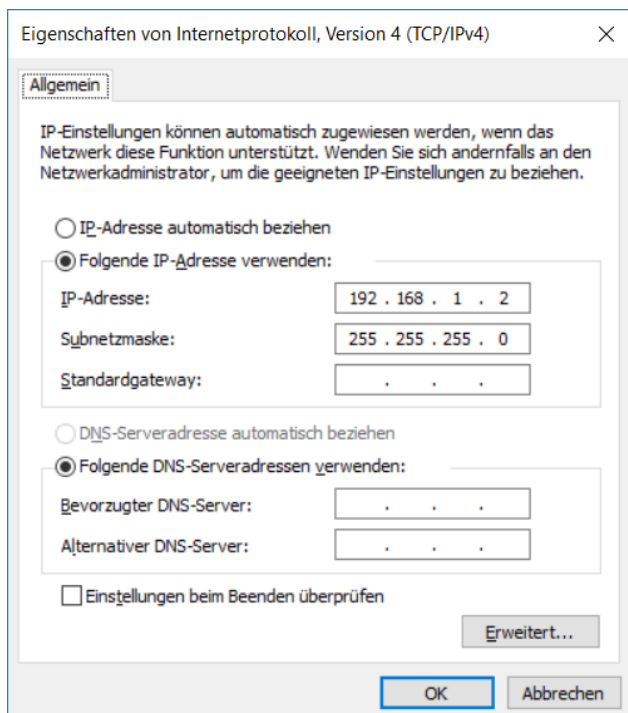 Eigenschaften von Internetprotokoll, Version 4 (TCP/IPv4)
Allgemein
IP-Einstellungen können automatisch zugewiesen werden, wenn das
Netzwerk diese Funktion unterstützt. Wenden Sie sich andernfalls an den
Netzwerkadministrator, um die geeigneten IP-Einstellungen zu beziehen.
IP-Adresse automatisch beziehen
Folgende IP-Adresse verwenden:
IP-Adresse: 192 . 168 . 1 . 2
Subnetzmaske: 255 . 255 . 255 . 0
Standardgateway: . . .
DNS-Serveradresse automatisch beziehen
Folgende DNS-Serveradressen verwenden:
Bevorzugter DNS-Server: . . .
Alternativer DNS-Server: . . .
Einstellungen beim Beenden überprüfen
Erweitert...
OK Abbrechen